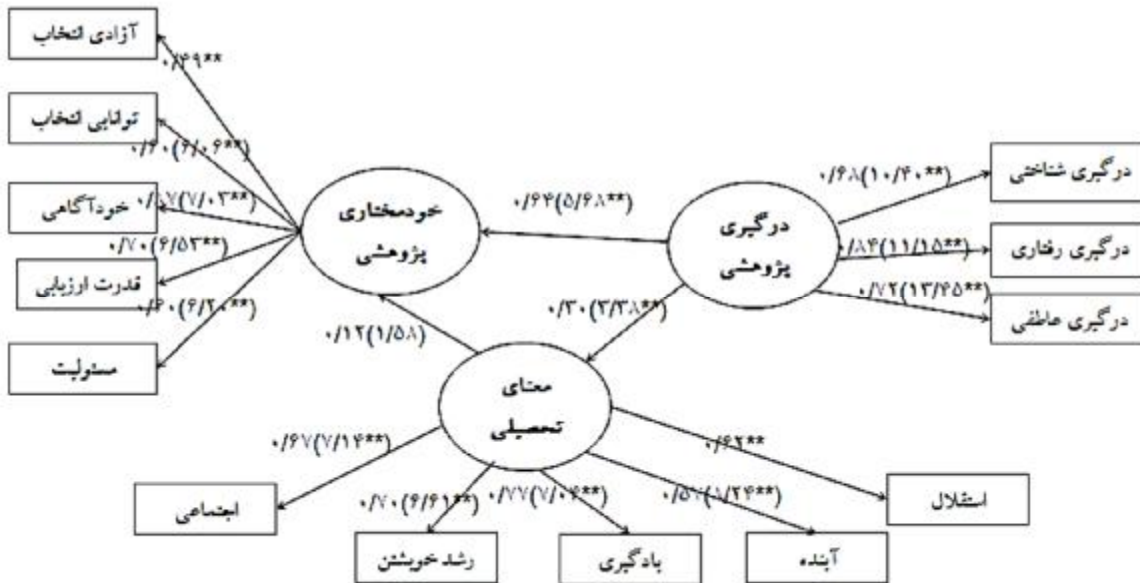 آزادی انتخاب
۰/۴۹**
توانایی انتخاب
۰/۶۰(۶/۰۶**)
خودآگاهی
(۷/۰۳**)
۰/۷۰(۶/۵۳**)
قدرت ارزیابی
۰/۶۰(۶/۲۰**)
مسئولیت
خودمختاری
پژوهشی
۰/۶۴(۵/۶۸**)
درگیری
پژوهشی
۰/۶۸(۱۰/۴۰**)
درگیری شناختی
۰/۸۴(۱۱/۱۵**)
درگیری رفتاری
۰/۷۲(۱۳/۴۵**)
درگیری عاطفی
۰/۳۰(۳/۳۸**)
۰/۱۲(۱/۵۸)
معنای
تحصیلی
۰/۶۷(۷/۱۴**)
اجتماعی
۰/۷۰(۶/۶۱**)
رشد خویشتن
۰/۷۷(۷/۰۴**)
یادگیری
۰/۵۷(۸/۲۴**)
آینده
۰/۶۲**
استقلال